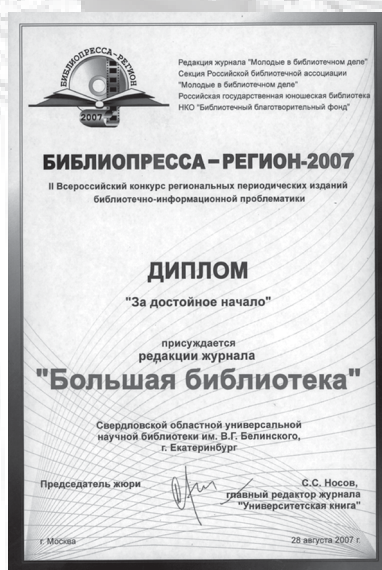 БИБЛИОПРЕССА-РЕГИОН
2007
Редакция журнала "Молодые в библиотечном деле"
Секция Российской библиотечной ассоциации
"Молодые в библиотечном деле"
Российская государственная юношеская библиотека
НКО "Библиотечный благотворительный фонд"
БИБЛИОПРЕССА–РЕГИОН-2007
II Всероссийский конкурс региональных периодических изданий
библиотечно-информационной проблематики
ДИПЛОМ
"За достойное начало"
присуждается
редакции журнала
"Большая библиотека"
Свердловской областной универсальной
научной библиотеки им. В.Г. Белинского,
г. Екатеринбург
Председатель жюри
С.С. Носов,
главный редактор журнала
"Университетская книга"
г. Москва
28 августа 2007 г.